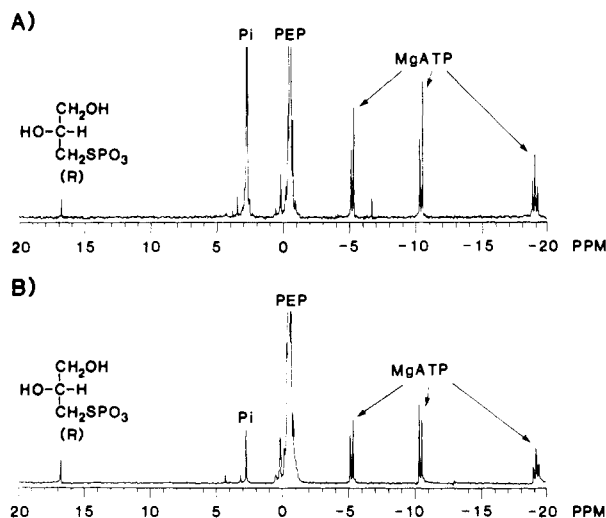 A)
Pi PEP
MgATP
CH₂OH
HO-C-H
CH₂SPO₃
(R)
20 15 10 5 0 -5 -10 -15 -20 PPM
B)
PEP
MgATP
CH₂OH
HO-C-H
Pi
CH₂SPO₃
(R)
20 15 10 5 0 -5 -10 -15 -20 PPM